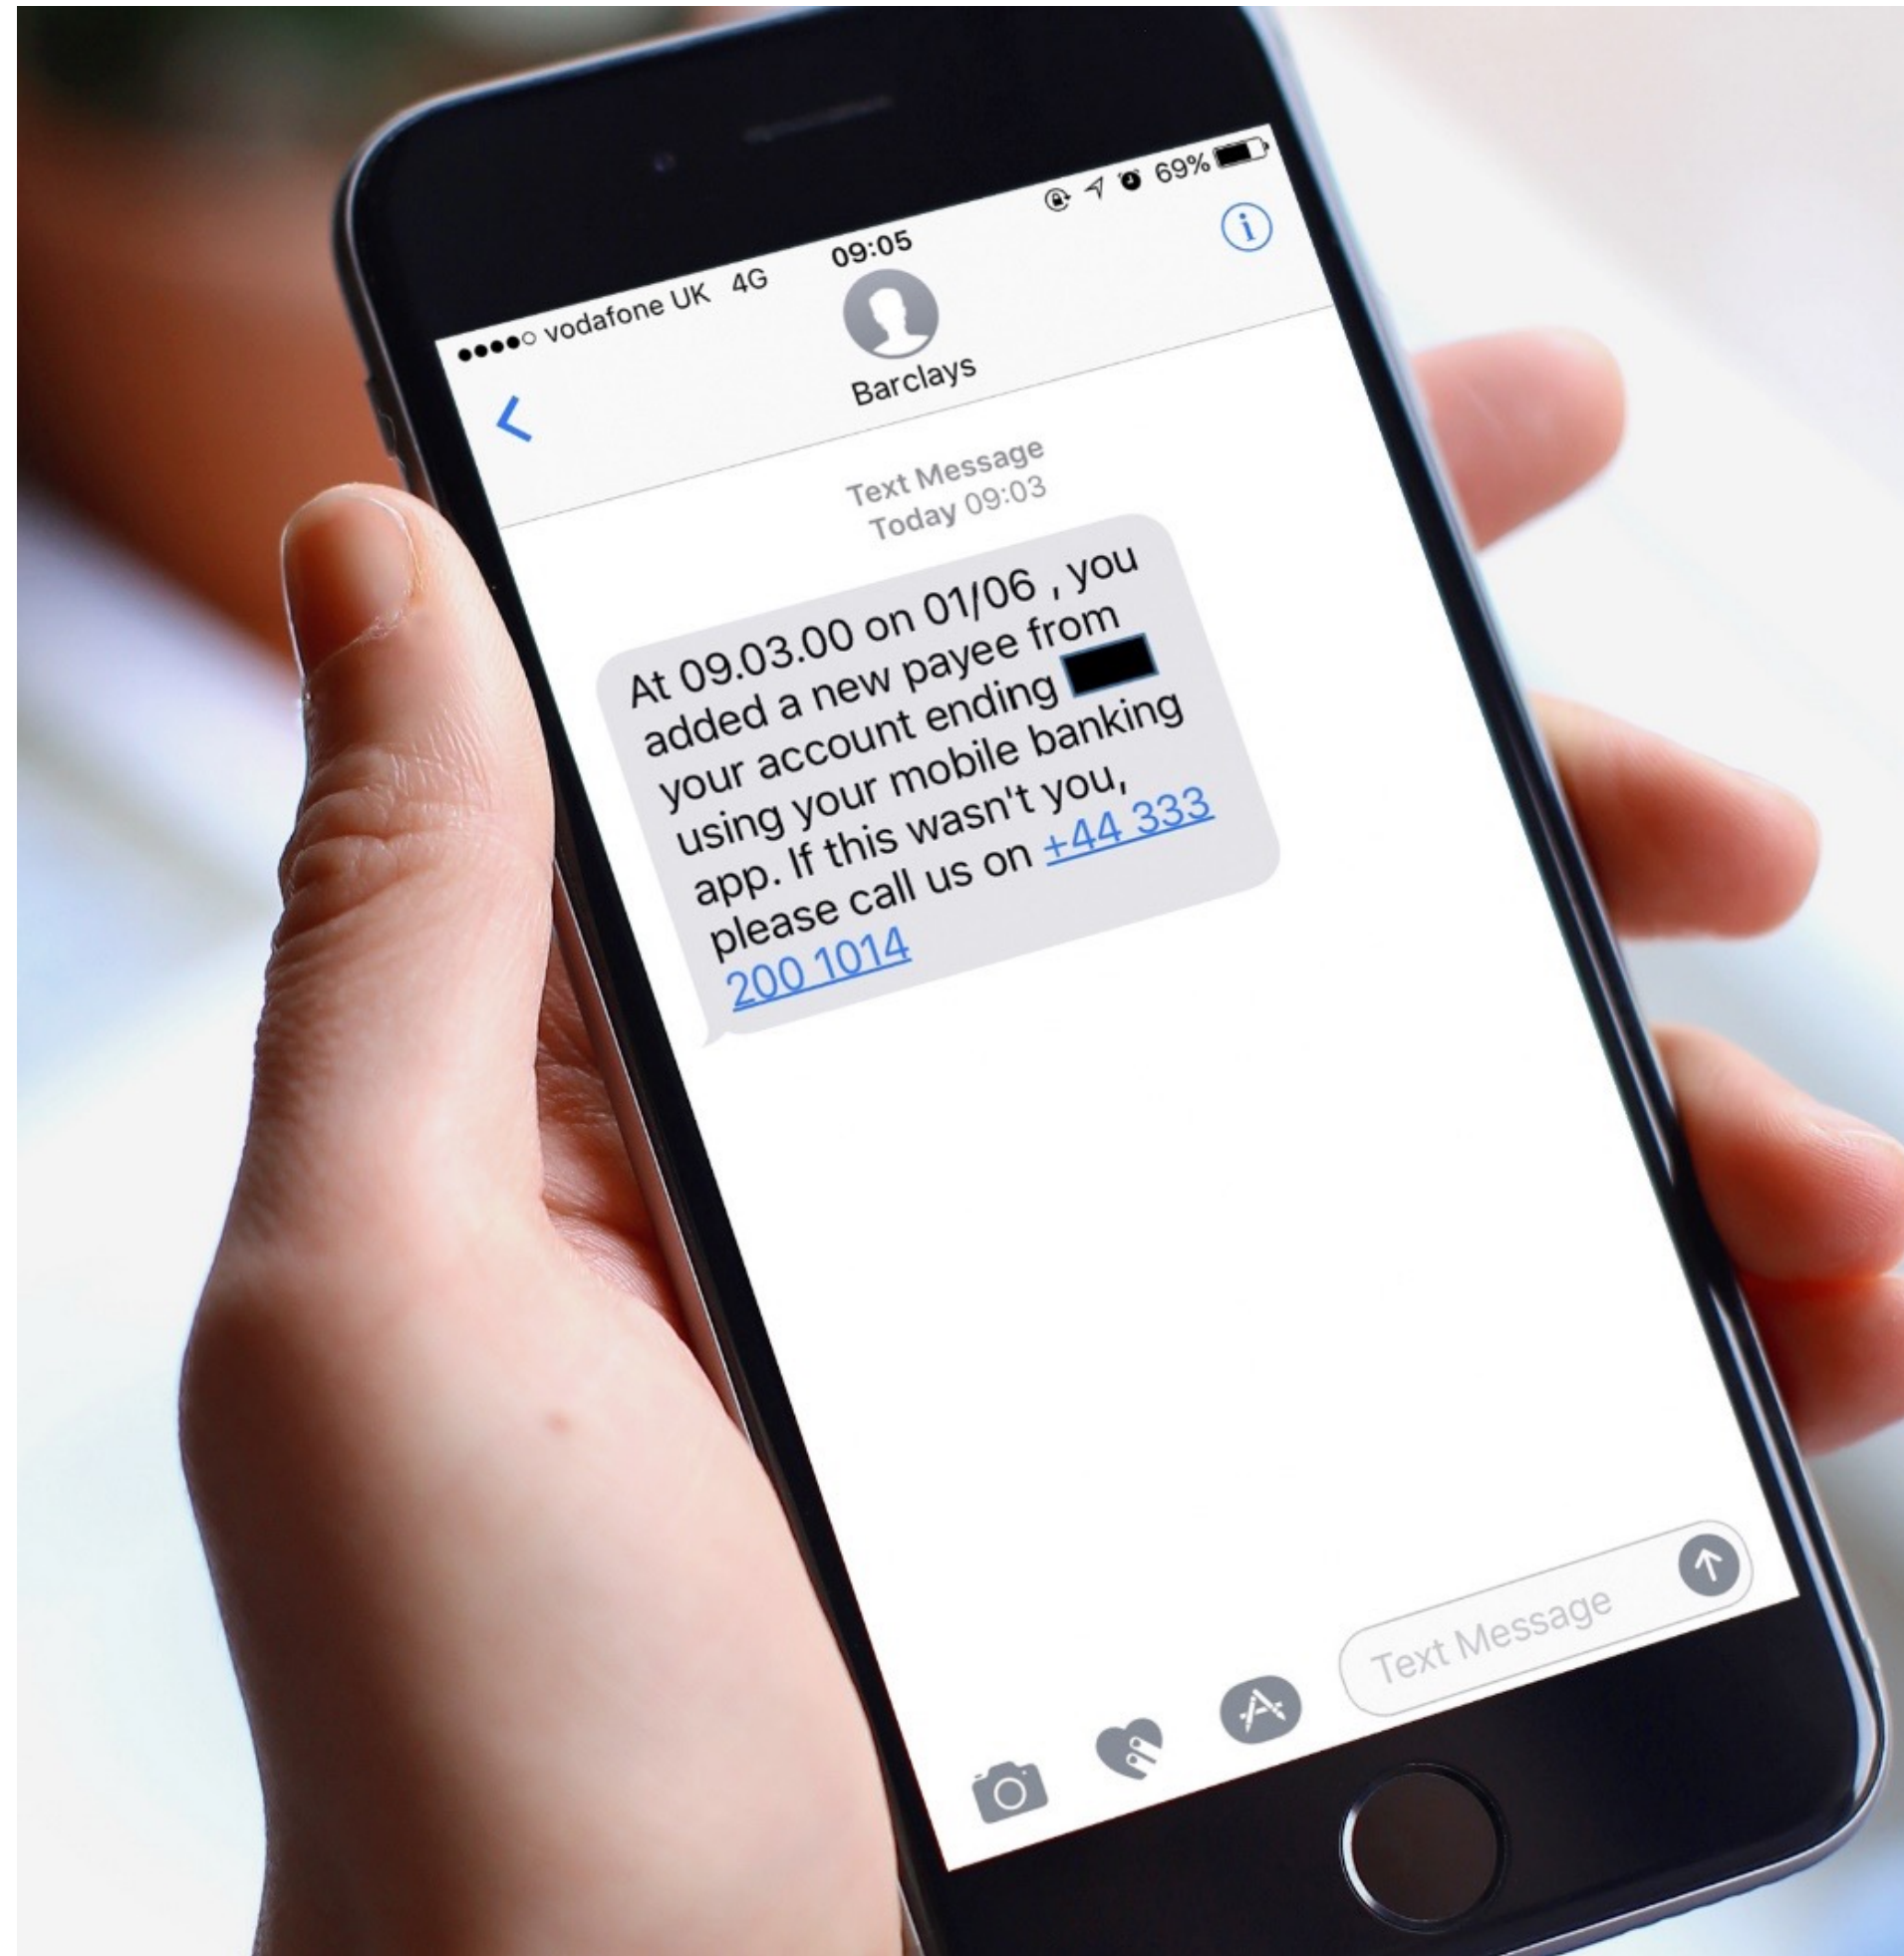 vodafone UK 4G 09:05 69%
Barclays
Text Message
Today 09:03
At 09.03.00 on 01/06 , you
added a new payee from
your account ending
using your mobile banking
app. If this wasn't you,
please call us on +44 333
200 1014
Text Message